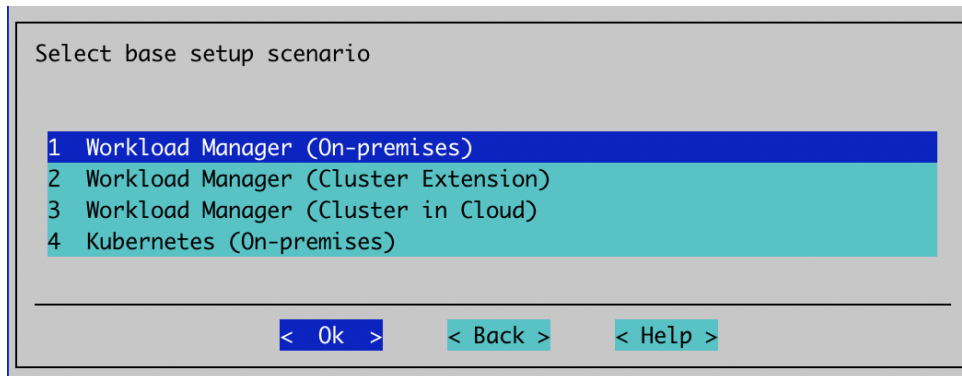 Select base setup scenario
1 Workload Manager (On-premises)
2 Workload Manager (Cluster Extension)
3 Workload Manager (Cluster in Cloud)
4 Kubernetes (On-premises)
< Ok > < Back > < Help >